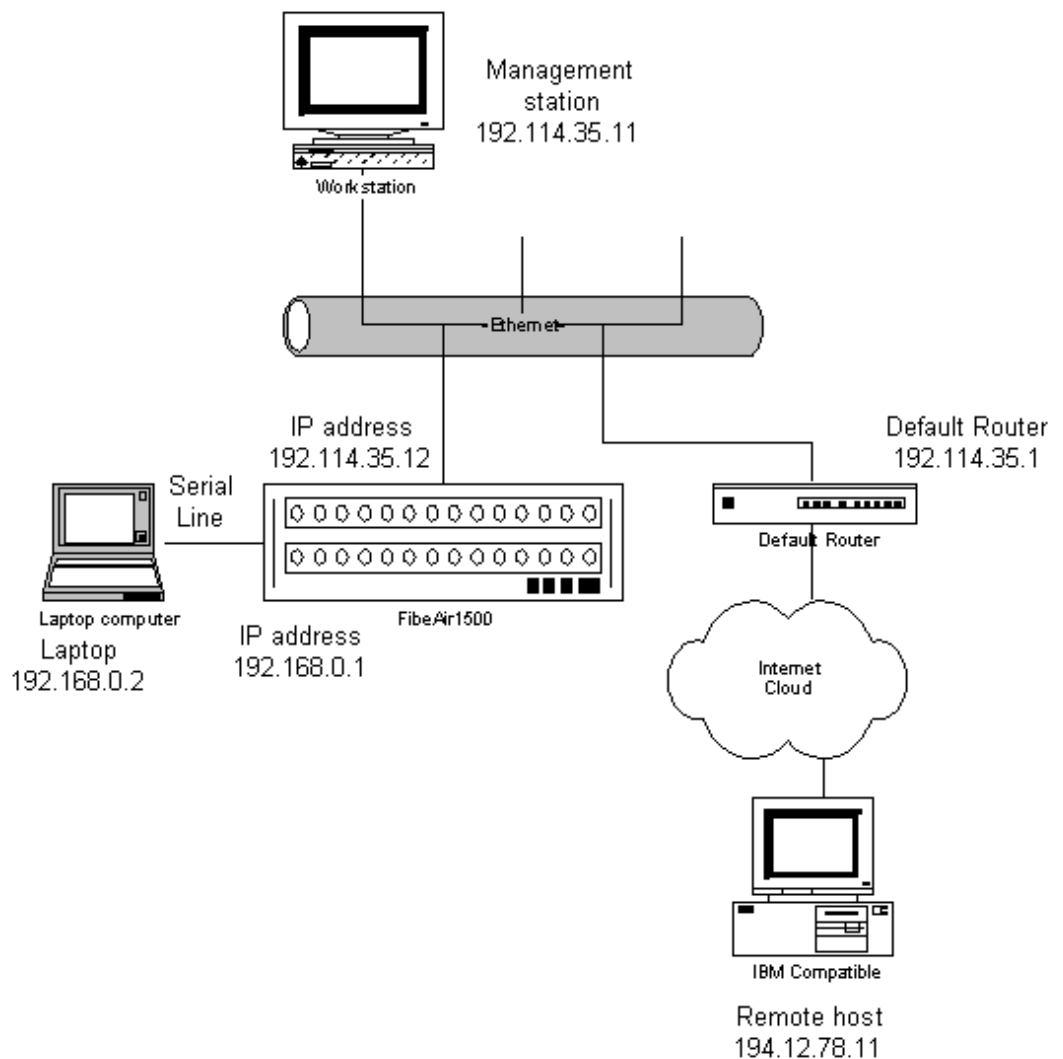 Management
station
192.114.35.11
Workstation
Ethernet
IP address
192.114.35.12
Default Router
192.114.35.1
Serial
Line
Default Router
Laptop computer
FibeAir1500
Laptop
192.168.0.2
IP address
192.168.0.1
Internet
Cloud
IBM Compatible
Remote host
194.12.78.11